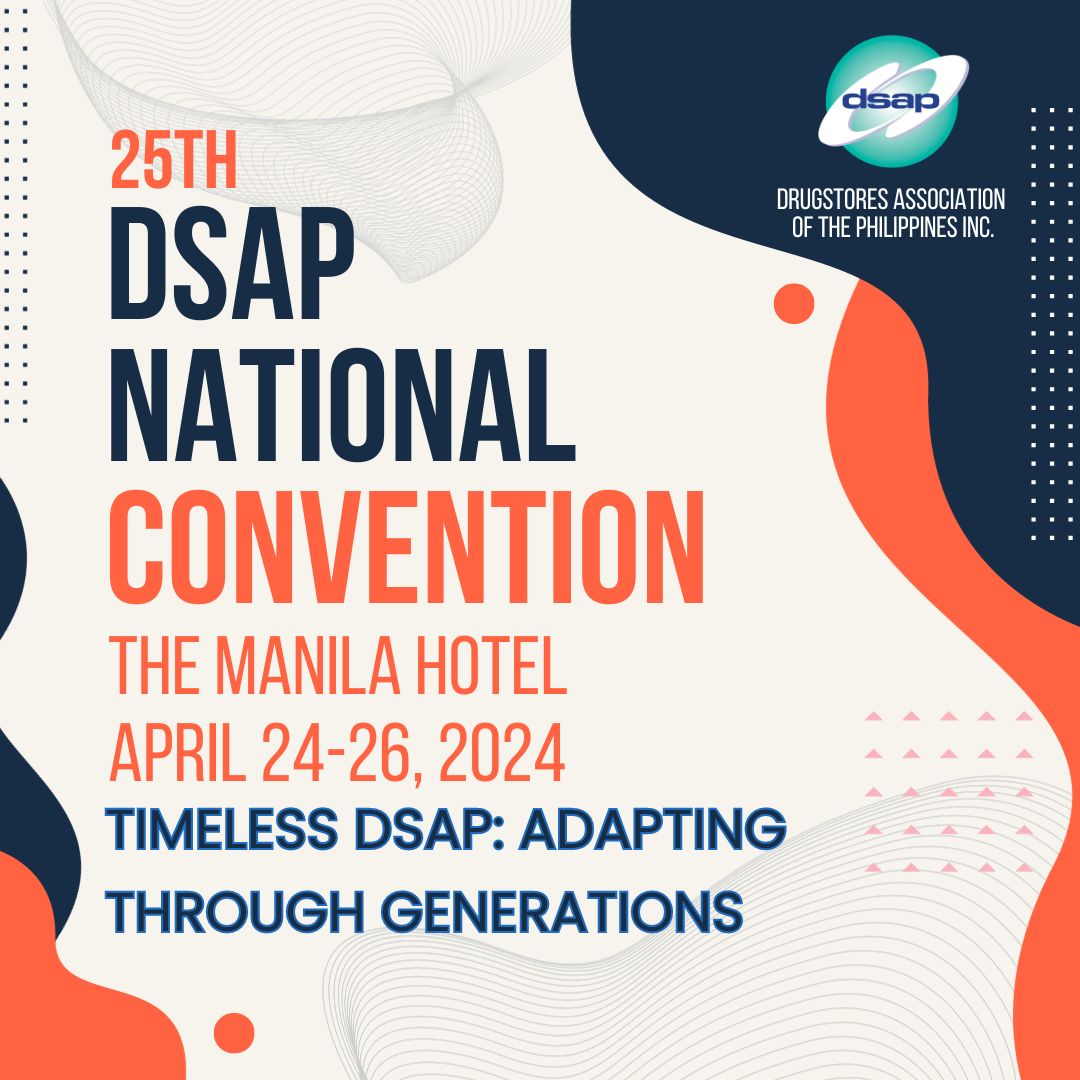 dsap
DRUGSTORES ASSOCIATION
OF THE PHILIPPINES INC.
25TH
DSAP
NATIONAL
CONVENTION
THE MANILA HOTEL
APRIL 24-26, 2024
TIMELESS DSAP: ADAPTING
THROUGH GENERATIONS